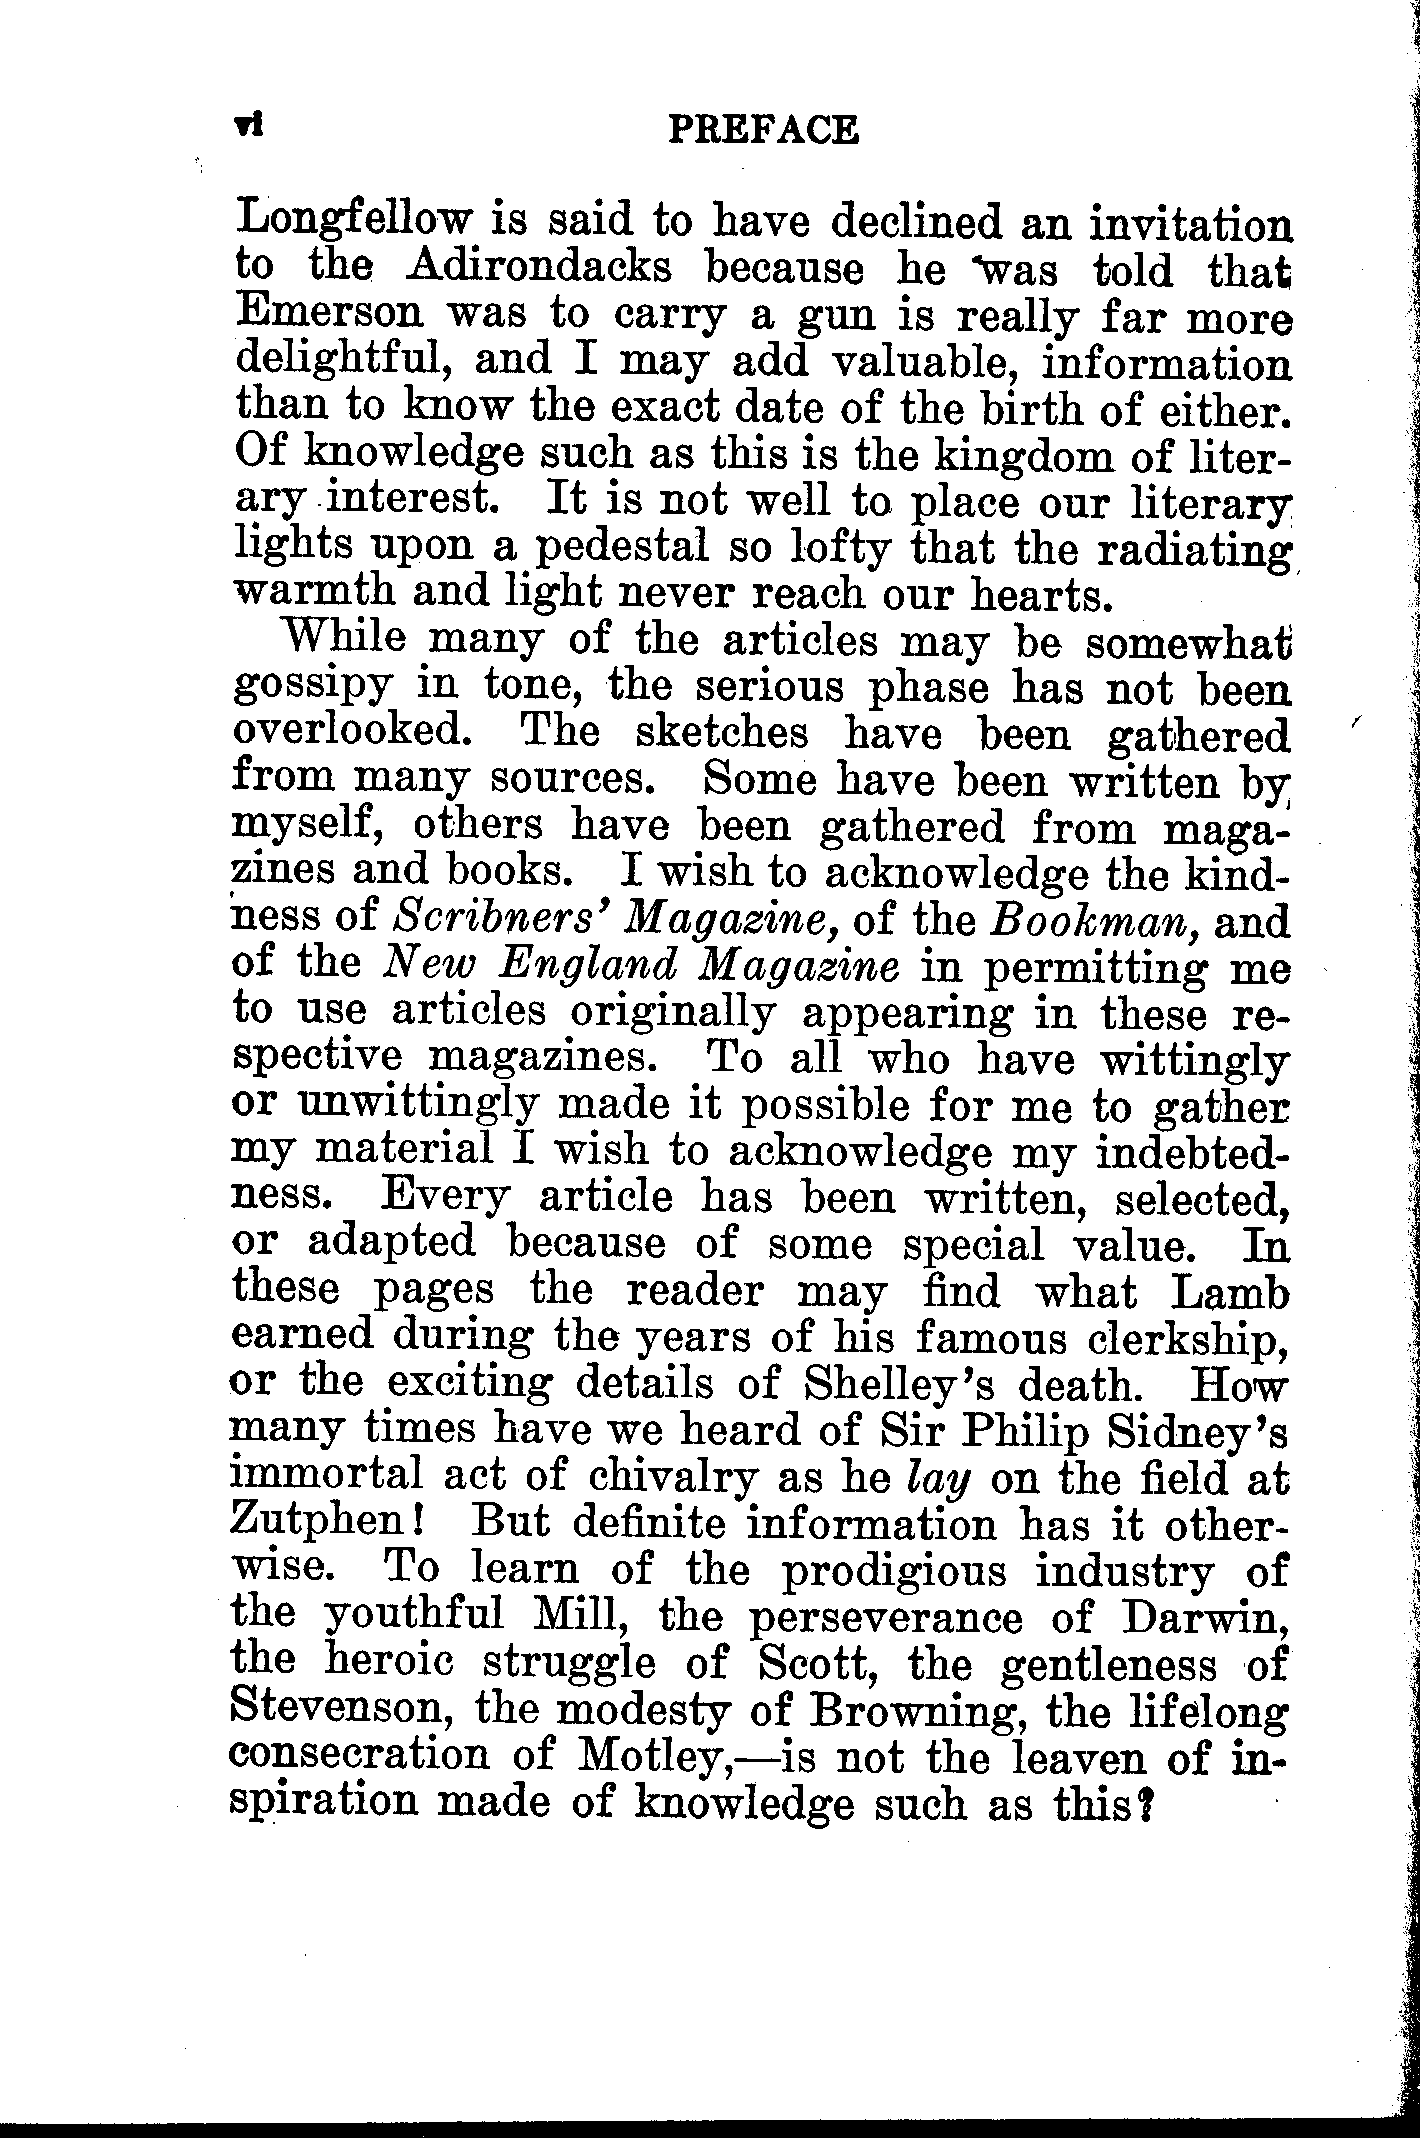 vi PREFACE
Longfellow is said to have declined an invitation
to the Adirondacks because he was told that
Emerson was to carry a gun is really far more
delightful, and I may add valuable, information
than to know the exact date of the birth of either.
Of knowledge such as this is the kingdom of liter-
ary interest. It is not well to place our literary
lights upon a pedestal so lofty that the radiating
warmth and light never reach our hearts.
While many of the articles may be somewhat
gossipy in tone, the serious phase has not been
overlooked. The sketches have been gathered
from many sources. Some have been written by
myself, others have been gathered from maga-
zines and books. I wish to acknowledge the kind-
ness of Scribners' Magazine, of the Bookman, and
of the New England Magazine in permitting me
to use articles originally appearing in these re-
spective magazines. To all who have wittingly
or unwittingly made it possible for me to gather
my material I wish to acknowledge my indebted-
ness. Every article has been written, selected,
or adapted because of some special value. In
these pages the reader may find what Lamb
earned during the years of his famous clerkship,
or the exciting details of Shelley's death. How
many times have we heard of Sir Philip Sidney's
immortal act of chivalry as he lay on the field at
Zutphen! But definite information has it other-
wise. To learn of the prodigious industry of
the youthful Mill, the perseverance of Darwin,
the heroic struggle of Scott, the gentleness of
Stevenson, the modesty of Browning, the lifelong
consecration of Motley,—is not the leaven of in-
spiration made of knowledge such as this?